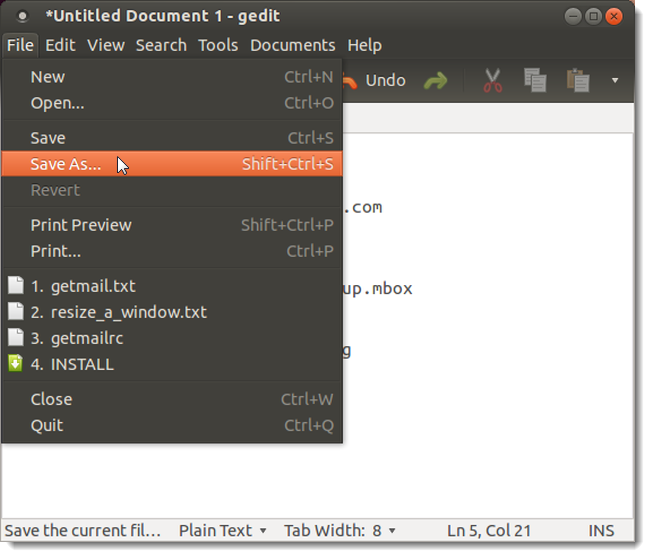 *Untitled Document 1 - gedit
File Edit View Search Tools Documents Help
Undo
New Ctrl+N
Open... Ctrl+O
Save Ctrl+S
Save As... Shift+Ctrl+S
Revert
.com
Print Preview Shift+Ctrl+P
Print... Ctrl+P
1. getmail.txt
up.mbox
2. resize_a_window.txt
3. getmailrc
g
4. INSTALL
Close Ctrl+W
Quit Ctrl+Q
Save the current fil... Plain Text Tab Width: 8 Ln 5, Col 21 INS